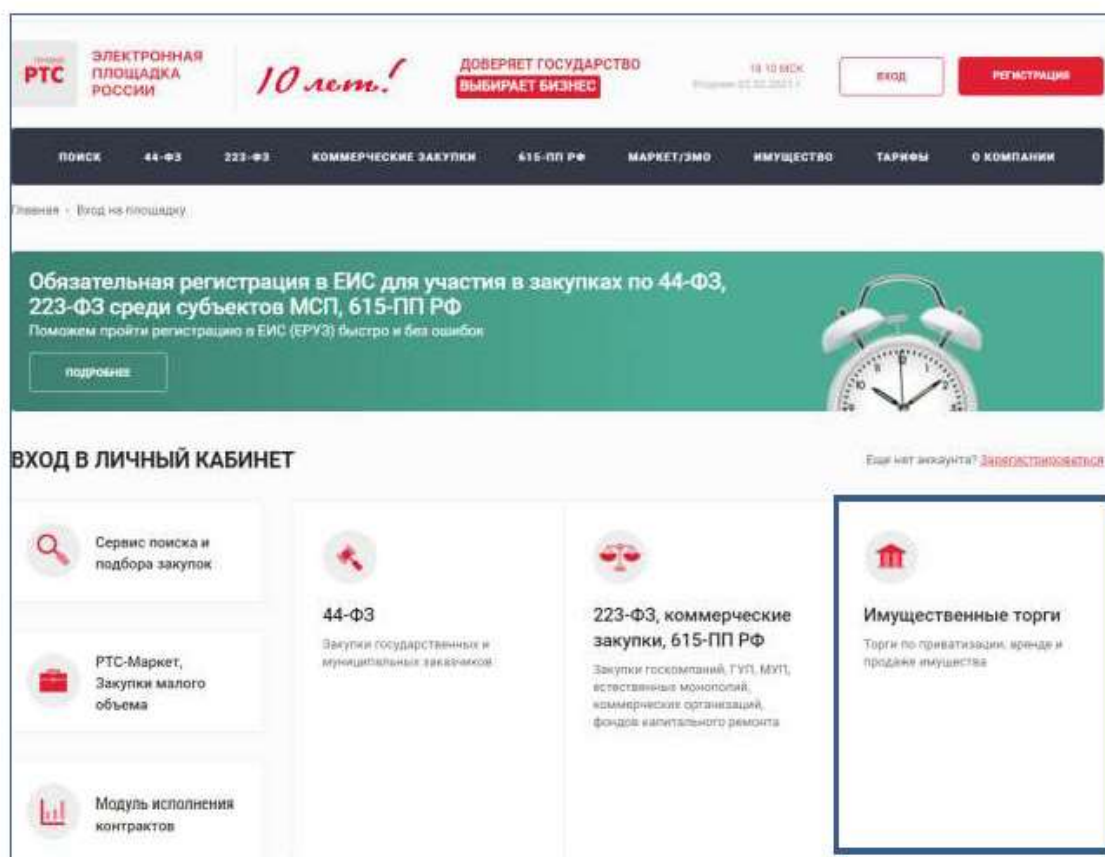 РТС
ЭЛЕКТРОННАЯ
ПЛОЩАДКА
РОССИИ
10 лет!
ДОВЕРЯЕТ ГОСУДАРСТВО
ВЫБИРАЕТ БИЗНЕС
18 10 МСК
ВХОД
РЕГИСТРАЦИЯ
ПОИСК 44-ФЗ 223-ФЗ КОММЕРЧЕСКИЕ ЗАКУПКИ 615-ПП РФ МАРКЕТ/ЗМО ИМУЩЕСТВО ТАРИФЫ О КОМПАНИИ
Главная - Вход на площадку
Обязательная регистрация в ЕИС для участия в закупках по 44-ФЗ,
223-ФЗ среди субъектов МСП, 615-ПП РФ
Поможем пройти регистрацию в ЕИС (ЕРУЗ) быстро и без ошибок
ПОДРОБНЕЕ
ВХОД В ЛИЧНЫЙ КАБИНЕТ
Еще нет аккаунта? Зарегистрироваться
Сервис поиска и
подбора закупок
РТС-Маркет,
Закупки малого
объема
Модуль исполнения
контрактов
44-ФЗ
Закупки государственных и
муниципальных заказчиков
223-ФЗ, коммерческие
закупки, 615-ПП РФ
Закупки госкомпаний, ГУП, МУП,
естественных монополий,
коммерческих организаций,
фондов капитального ремонта
Имущественные торги
Торги по приватизации, аренде и
продаже имущества